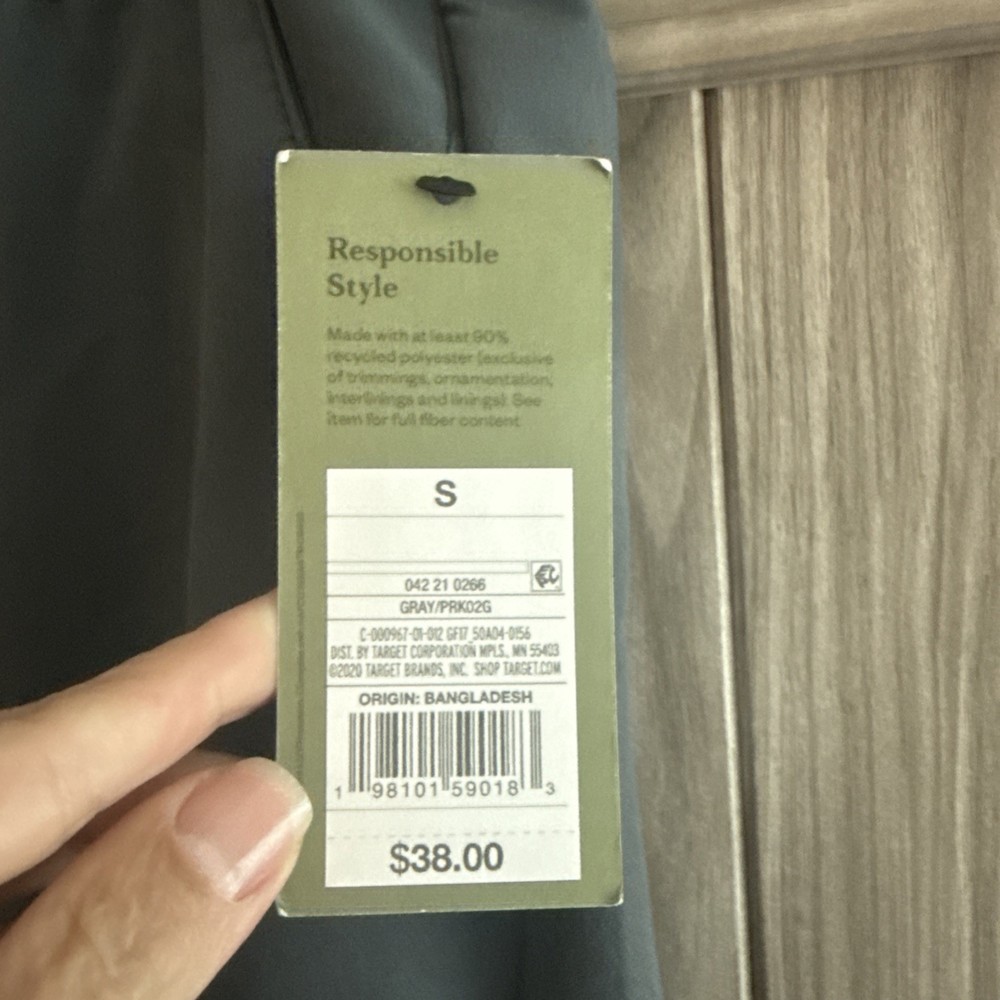 Responsible
Style
Made with at least 90%
recycled polyester (exclusive
of trimmings, ornamentation,
interlinings and linings). See
item for full fiber content
S
042 21 0266
GRAY/PRK02G
C-000967-01-012 GF17_50A04-0156
DIST. BY TARGET CORPORATION MPLS., MN 55403
©2020 TARGET BRANDS, INC. SHOP TARGET.COM
ORIGIN: BANGLADESH
1 98101 59018 3
$38.00